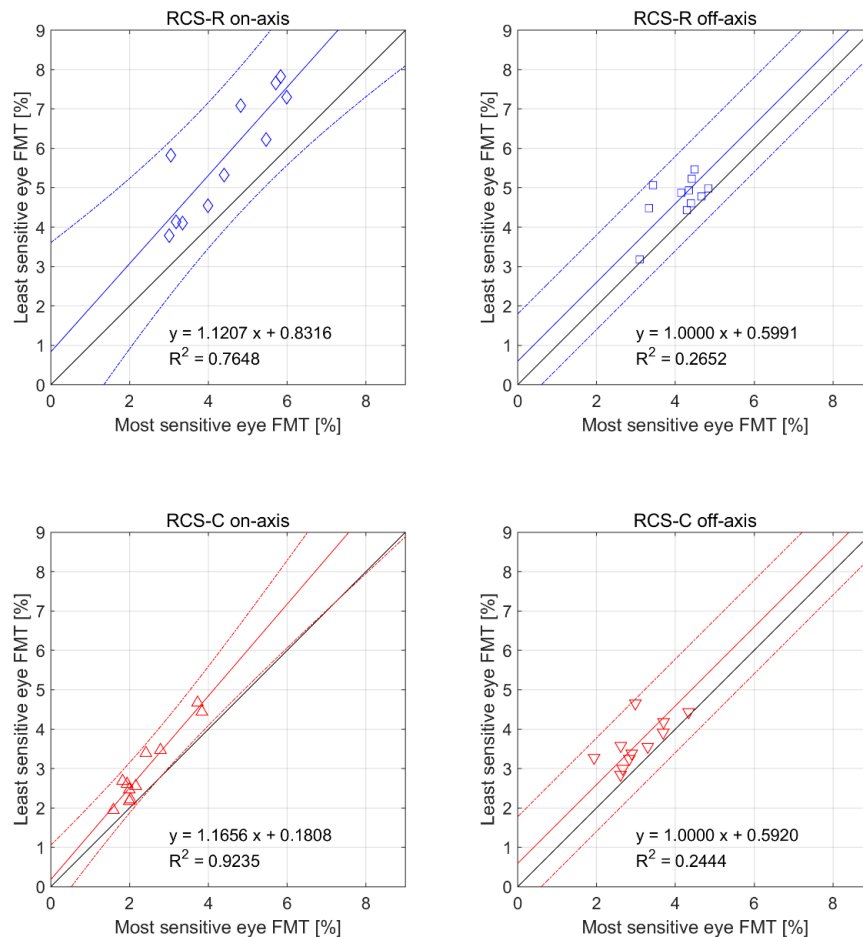 RCS-R on-axis
9
8
7
6
5
4
3
2
1
0
Least sensitive eye FMT [%]
y = 1.1207 x + 0.8316
R² = 0.7648
0 2 4 6 8
Most sensitive eye FMT [%]
RCS-R off-axis
9
8
7
6
5
4
3
2
1
0
Least sensitive eye FMT [%]
y = 1.0000 x + 0.5991
R² = 0.2652
0 2 4 6 8
Most sensitive eye FMT [%]
RCS-C on-axis
9
8
7
6
5
4
3
2
1
0
Least sensitive eye FMT [%]
y = 1.1656 x + 0.1808
R² = 0.9235
0 2 4 6 8
Most sensitive eye FMT [%]
RCS-C off-axis
9
8
7
6
5
4
3
2
1
0
Least sensitive eye FMT [%]
y = 1.0000 x + 0.5920
R² = 0.2444
0 2 4 6 8
Most sensitive eye FMT [%]